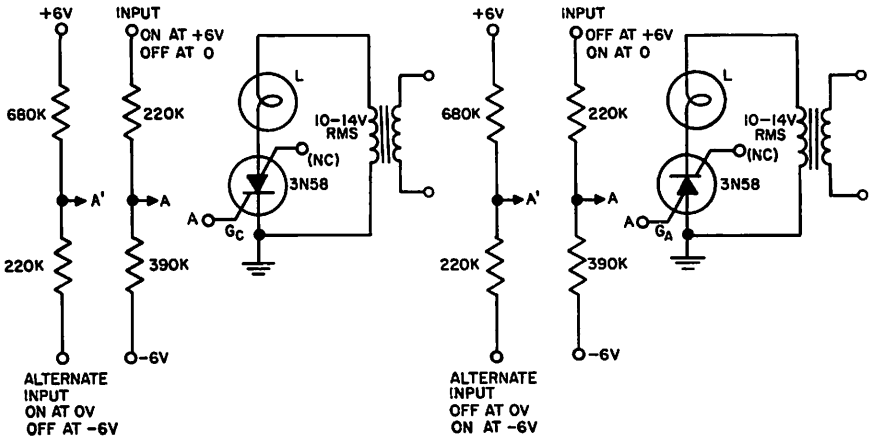 +6V
INPUT
ON AT +6V
OFF AT 0
L
680K
220K
10-14V
RMS
(NC)
3N58
A'
A
A
GC
220K
390K
-6V
ALTERNATE
INPUT
ON AT 0V
OFF AT -6V
+6V
INPUT
OFF AT +6V
ON AT 0
L
680K
220K
10-14V
RMS
(NC)
3N58
A'
A
A
GA
220K
390K
-6V
ALTERNATE
INPUT
OFF AT 0V
ON AT -6V